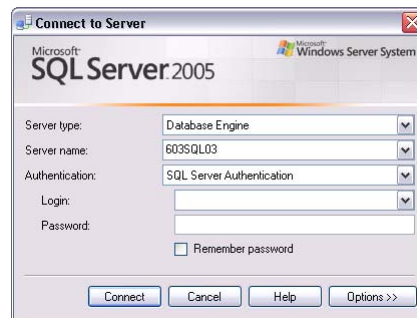 Connect to Server
Microsoft
SQL Server 2005
Microsoft
Windows Server System
Server type: Database Engine
Server name: 603SQL03
Authentication: SQL Server Authentication
Login:
Password:
Remember password
Connect Cancel Help Options >>